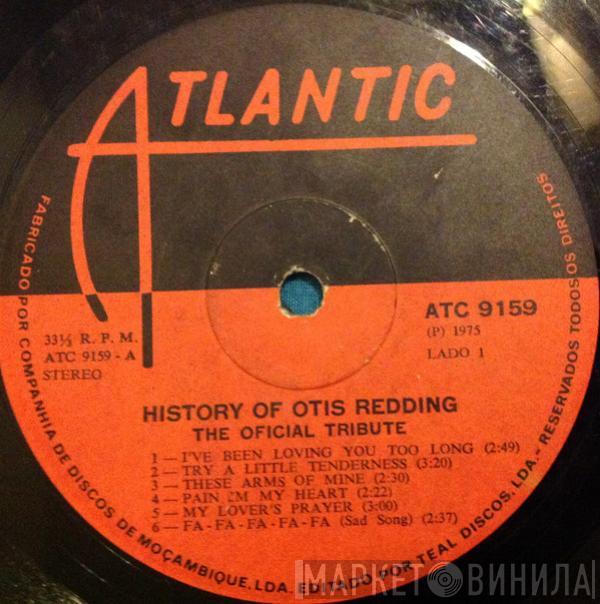 ATLANTIC
33⅓ R. P. M.
ATC 9159 - A
STEREO
ATC 9159
(P) 1975
LADO 1
HISTORY OF OTIS REDDING
THE OFICIAL TRIBUTE
1 — I'VE BEEN LOVING YOU TOO LONG (2:49)
2 — TRY A LITTLE TENDERNESS (3:20)
3 — THESE ARMS OF MINE (2:30)
4 — PAIN IM MY HEART (2:22)
5 — MY LOVER'S PRAYER (3:00)
6 — FA - FA - FA - FA - FA (Sad Song) (2:37)
FABRICADO POR COMPANHIA DE DISCOS DE MOÇAMBIQUE, LDA. EDITADO POR TEAL DISCOS, LDA. – RESERVADOS TODOS OS DIREITOS
МАРКЕТ ВИНИЛА